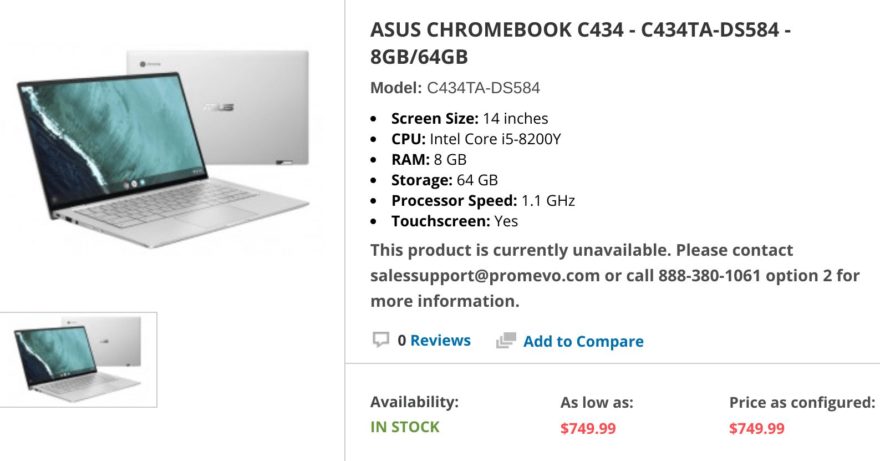 ASUS CHROMEBOOK C434 - C434TA-DS584 -
8GB/64GB
Model: C434TA-DS584
• Screen Size: 14 inches
• CPU: Intel Core i5-8200Y
• RAM: 8 GB
• Storage: 64 GB
• Processor Speed: 1.1 GHz
• Touchscreen: Yes
This product is currently unavailable. Please contact
salessupport@promevo.com or call 888-380-1061 option 2 for
more information.
0 Reviews Add to Compare
Availability: As low as: Price as configured:
IN STOCK $749.99 $749.99
chrome
ASUS